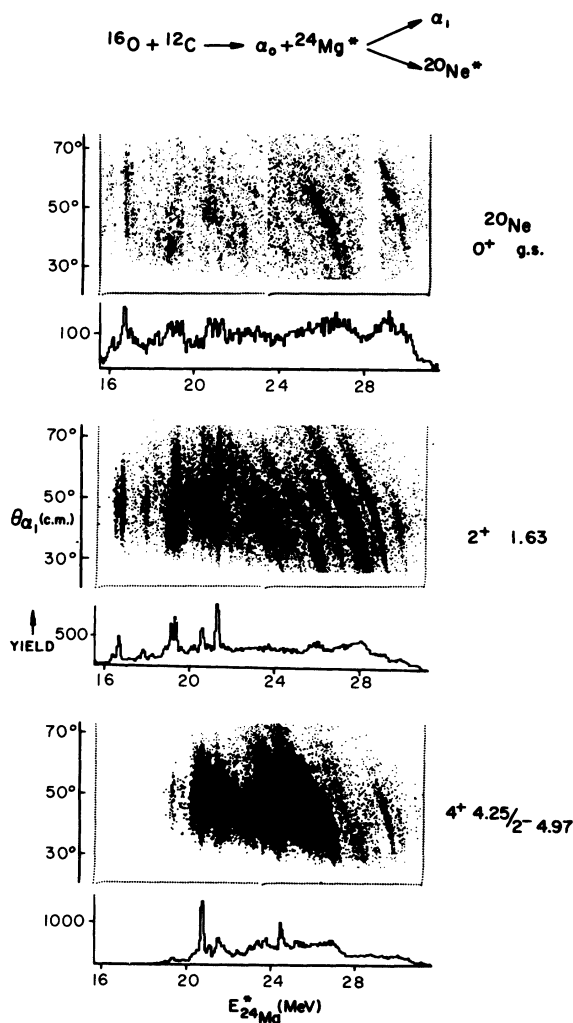 ¹⁶O + ¹²C → α₀ + ²⁴Mg*
α₁
²⁰Ne*
70°
50°
30°
²⁰Ne
0⁺ g.s.
100
16 20 24 28
70°
50°
30°
θα₁(c.m.)
2⁺ 1.63
YIELD
500
16 20 24 28
70°
50°
30°
4⁺ 4.25/2⁻ 4.97
1000
16 20 24 28
E*²⁴Mg (MeV)